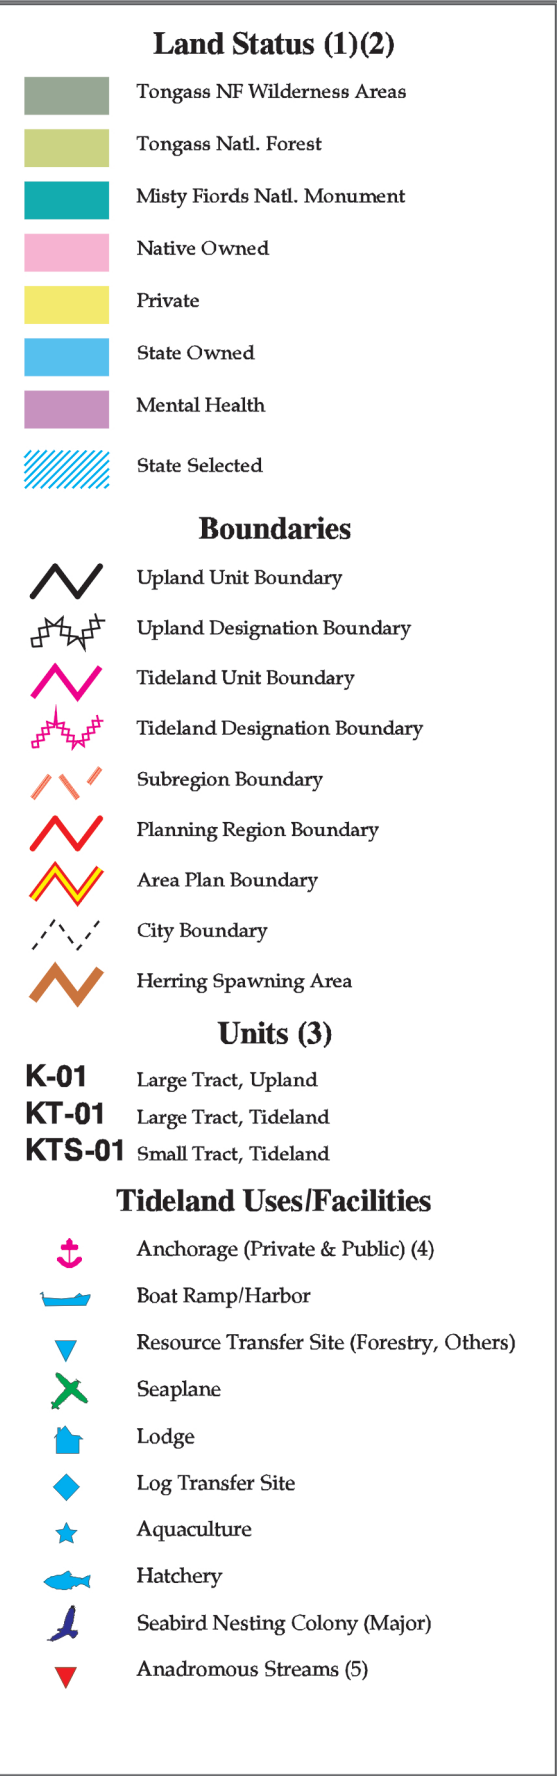 Land Status (1)(2)
Tongass NF Wilderness Areas
Tongass Natl. Forest
Misty Fiords Natl. Monument
Native Owned
Private
State Owned
Mental Health
State Selected
Boundaries
Upland Unit Boundary
Upland Designation Boundary
Tideland Unit Boundary
Tideland Designation Boundary
Subregion Boundary
Planning Region Boundary
Area Plan Boundary
City Boundary
Herring Spawning Area
Units (3)
K-01 Large Tract, Upland
KT-01 Large Tract, Tideland
KTS-01 Small Tract, Tideland
Tideland Uses/Facilities
Anchorage (Private & Public) (4)
Boat Ramp/Harbor
Resource Transfer Site (Forestry, Others)
Seaplane
Lodge
Log Transfer Site
Aquaculture
Hatchery
Seabird Nesting Colony (Major)
Anadromous Streams (5)